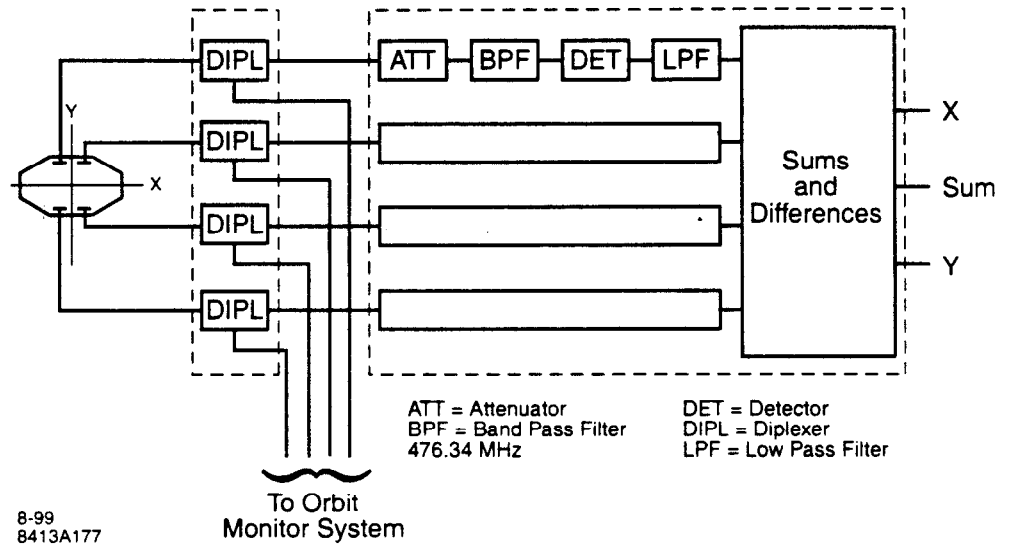 DIPL
ATT
BPF
DET
LPF
Y
X
DIPL
DIPL
DIPL
Sums
and
Differences
X
Sum
Y
ATT = Attenuator
BPF = Band Pass Filter
476.34 MHz
DET = Detector
DIPL = Diplexer
LPF = Low Pass Filter
To Orbit
Monitor System
8-99
8413A177